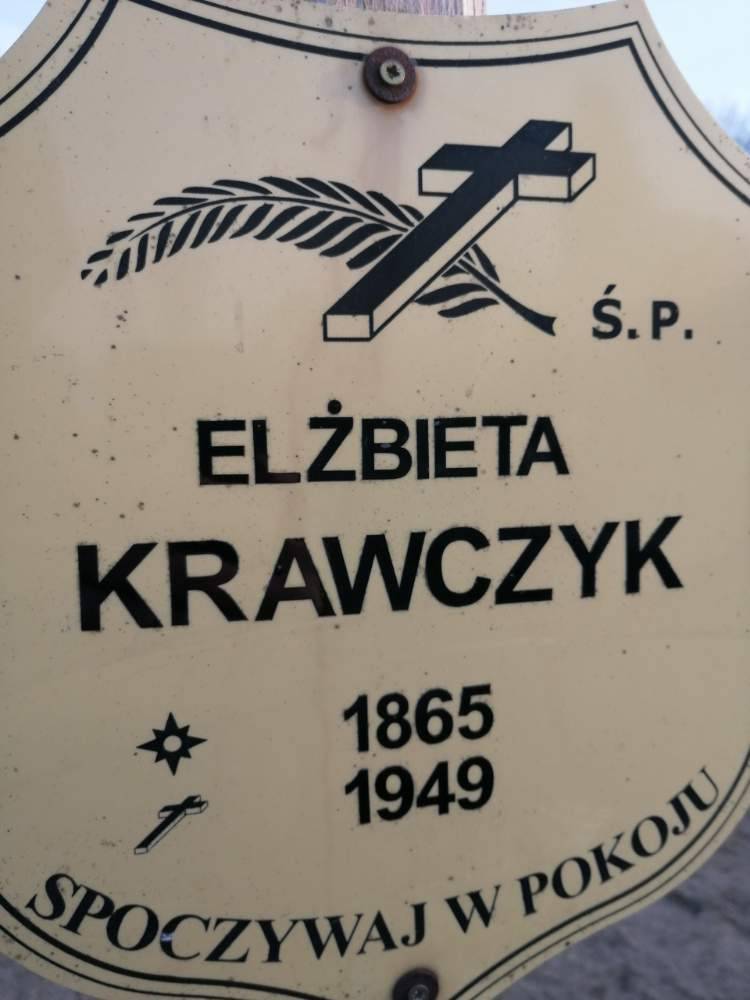 Ś.P.
ELŻBIETA
KRAWCZYK
1865
1949
SPOCZYWAJ W POKOJU